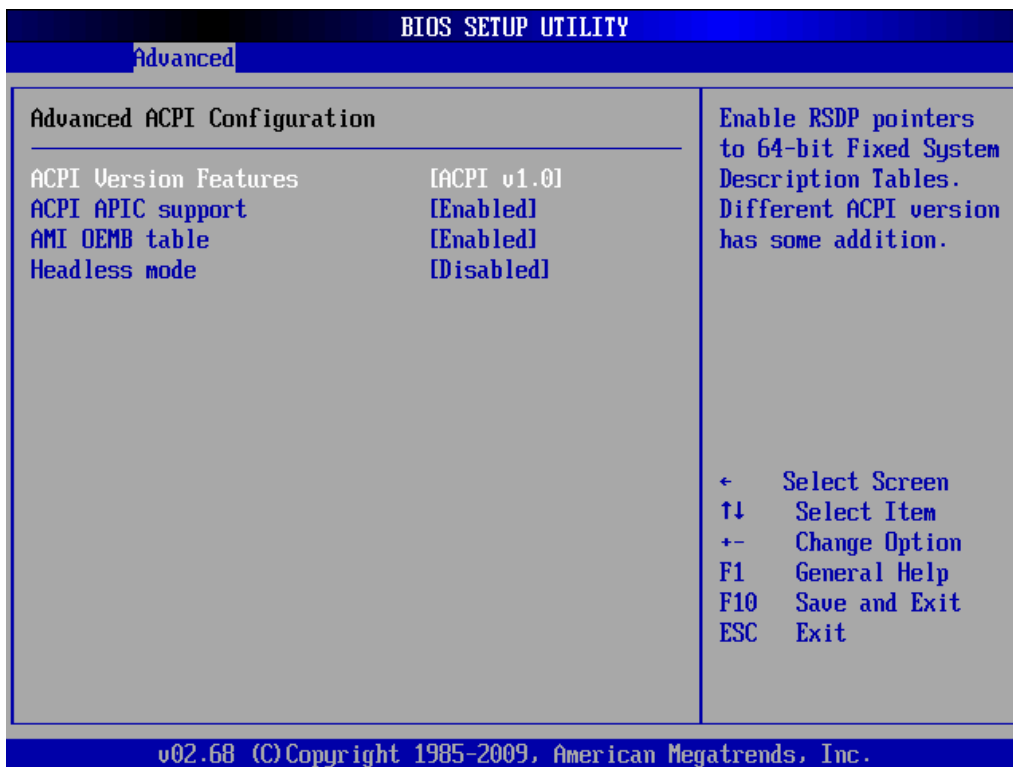 BIOS SETUP UTILITY
Advanced
Advanced ACPI Configuration
ACPI Version Features [ACPI v1.0]
ACPI APIC support [Enabled]
AMI OEMB table [Enabled]
Headless mode [Disabled]
Enable RSDP pointers
to 64-bit Fixed System
Description Tables.
Different ACPI version
has some addition.
← Select Screen
↑↓ Select Item
+- Change Option
F1 General Help
F10 Save and Exit
ESC Exit
v02.68 (C)Copyright 1985-2009, American Megatrends, Inc.